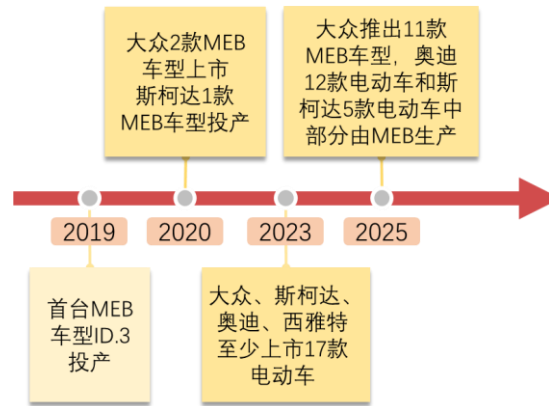 大众2款MEB
车型上市
斯柯达1款
MEB车型投产
大众推出11款
MEB车型，奥迪
12款电动车和斯
柯达5款电动车中
部分由MEB生产
2019
2020
2023
2025
首台MEB
车型ID.3
投产
大众、斯柯达、
奥迪、西雅特
至少上市17款
电动车